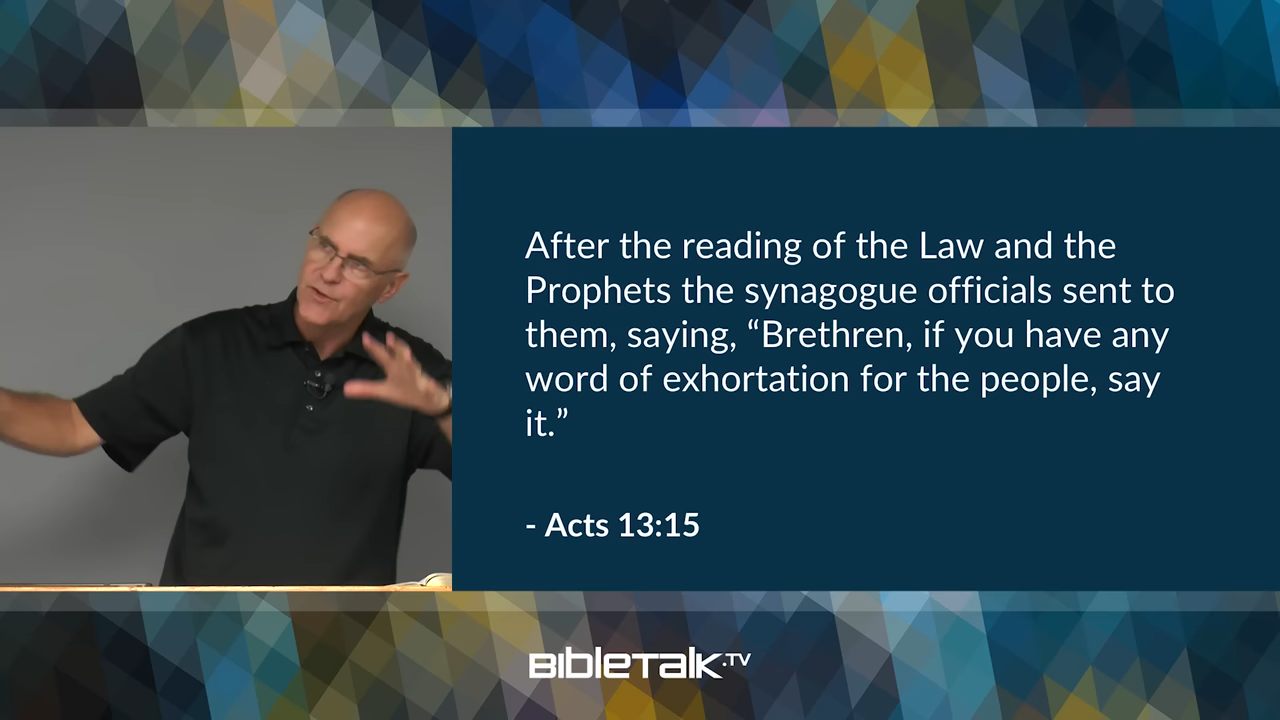 After the reading of the Law and the
Prophets the synagogue officials sent to
them, saying, “Brethren, if you have any
word of exhortation for the people, say
it.”
- Acts 13:15
BibleTalk.TV